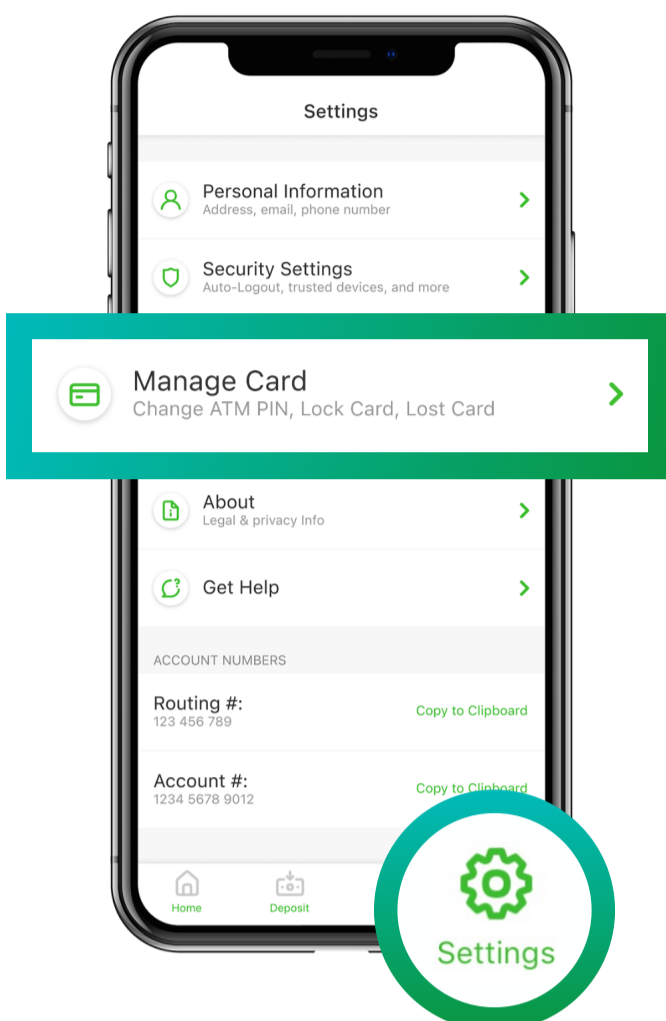 Settings
Personal Information
Address, email, phone number
Security Settings
Auto-Logout, trusted devices, and more
Manage Card
Change ATM PIN, Lock Card, Lost Card
About
Legal & privacy Info
Get Help
ACCOUNT NUMBERS
Routing #:
123 456 789
Copy to Clipboard
Account #:
1234 5678 9012
Copy to Clipboard
Home
Deposit
Settings